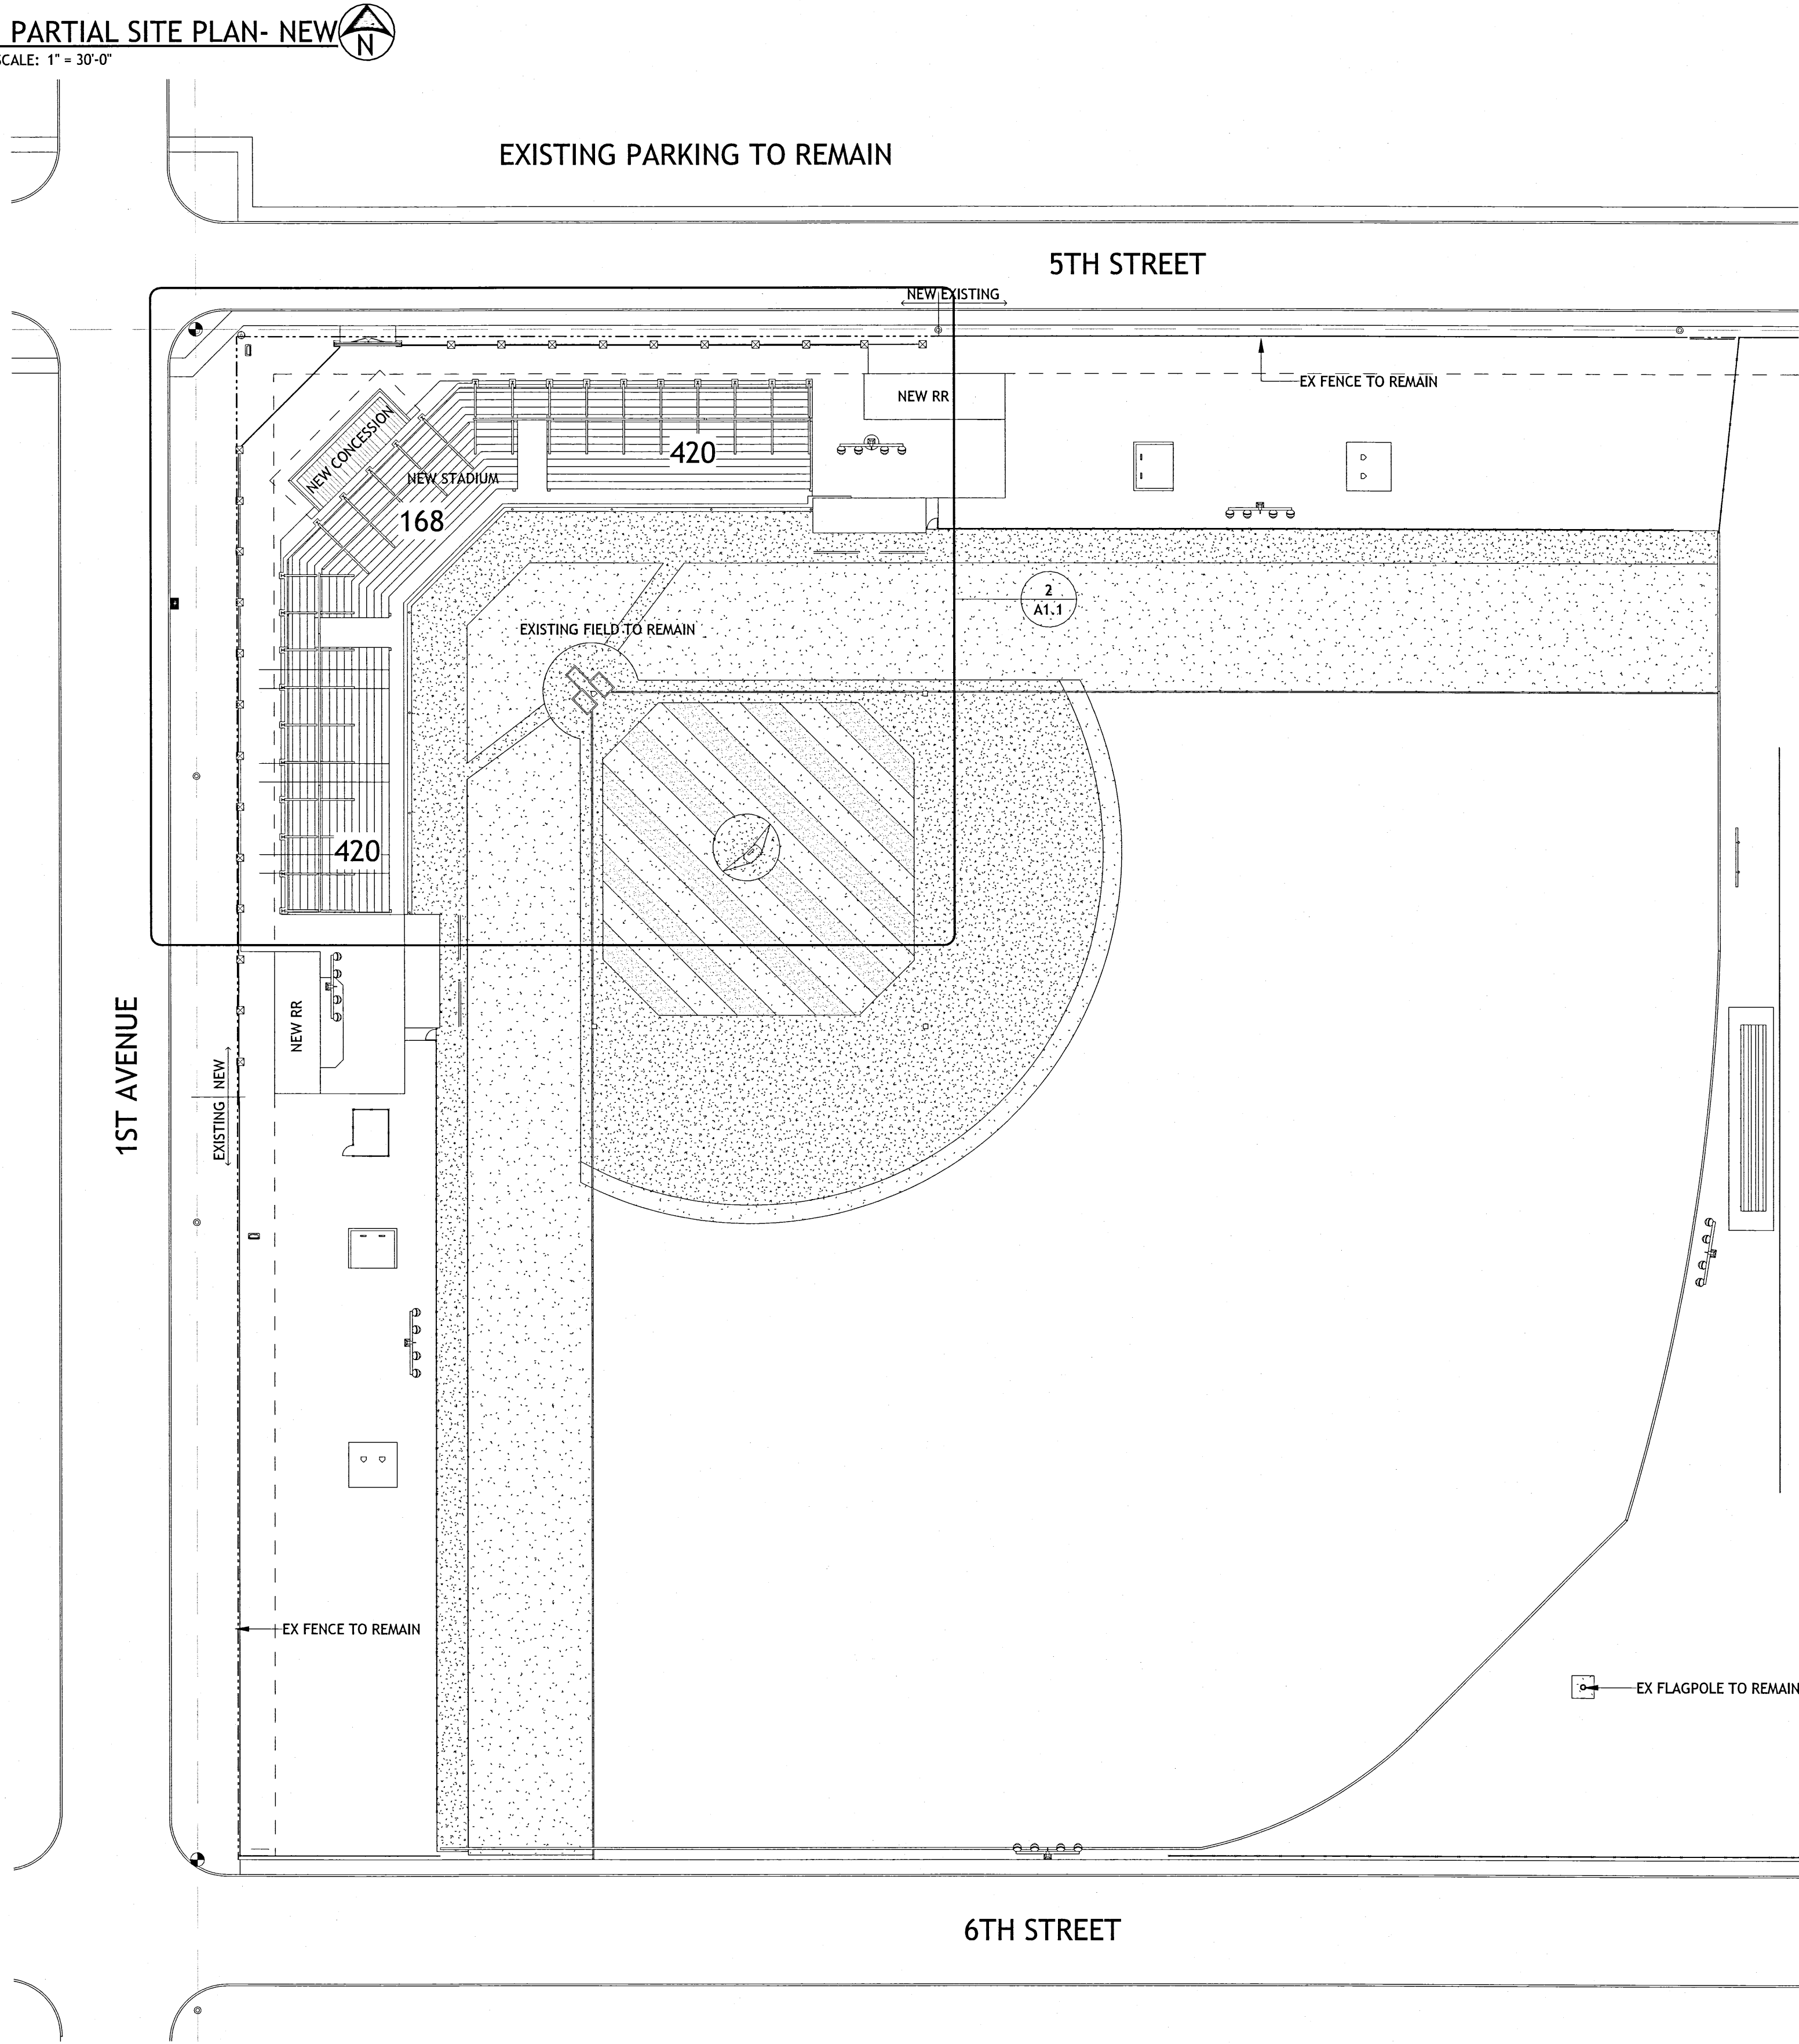 PARTIAL SITE PLAN- NEW
N
SCALE: 1" = 30'-0"
EXISTING PARKING TO REMAIN
5TH STREET
NEW EXISTING
EX FENCE TO REMAIN
NEW RR
NEW CONCESSION
420
NEW STADIUM
168
2
A1.1
EXISTING FIELD TO REMAIN
420
1ST AVENUE
NEW RR
EXISTING NEW
EX FENCE TO REMAIN
EX FLAGPOLE TO REMAIN
6TH STREET